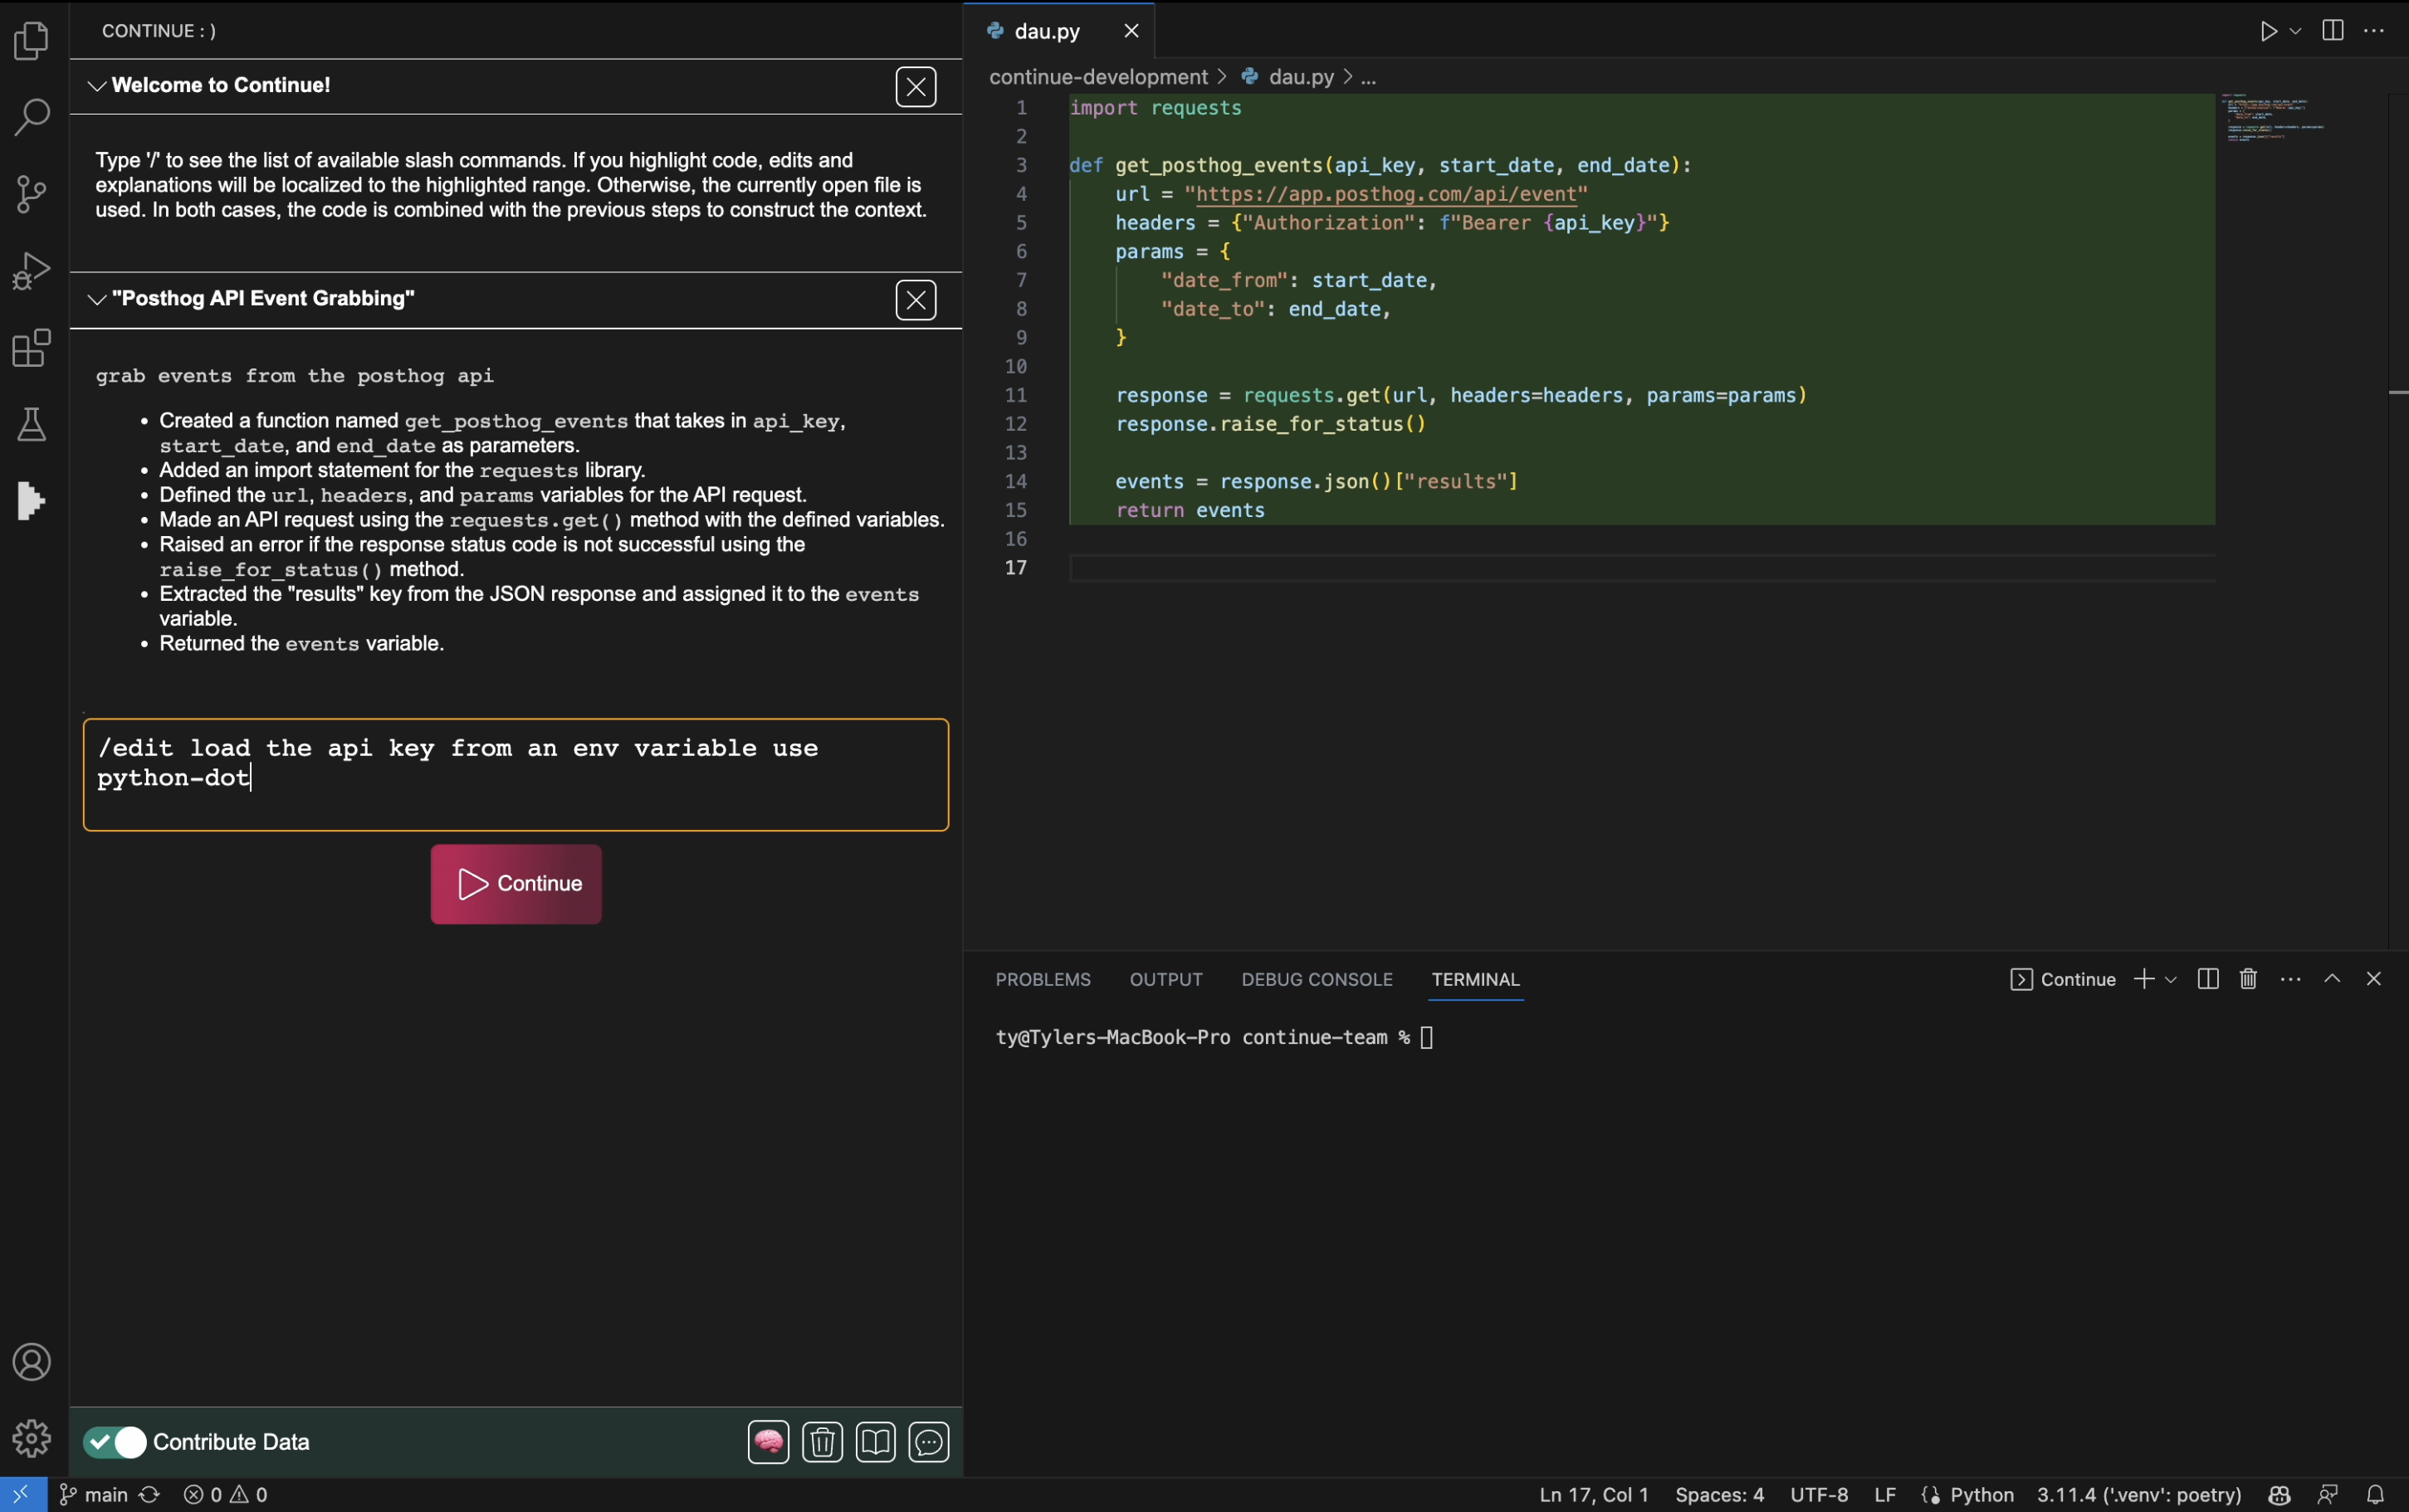 CONTINUE : )
Welcome to Continue!
Type '/' to see the list of available slash commands. If you highlight code, edits and
explanations will be localized to the highlighted range. Otherwise, the currently open file is
used. In both cases, the code is combined with the previous steps to construct the context.
"Posthog API Event Grabbing"
grab events from the posthog api
• Created a function named get_posthog_events that takes in api_key,
start_date, and end_date as parameters.
• Added an import statement for the requests library.
• Defined the url, headers, and params variables for the API request.
• Made an API request using the requests.get() method with the defined variables.
• Raised an error if the response status code is not successful using the
raise_for_status() method.
• Extracted the "results" key from the JSON response and assigned it to the events
variable.
• Returned the events variable.
/edit load the api key from an env variable use
python-dot
Continue
Contribute Data
dau.py
continue-development > dau.py > ...
1 import requests
2
3 def get_posthog_events(api_key, start_date, end_date):
4 url = "https://app.posthog.com/api/event"
5 headers = {"Authorization": f"Bearer {api_key}"}
6 params = {
7 "date_from": start_date,
8 "date_to": end_date,
9 }
10
11 response = requests.get(url, headers=headers, params=params)
12 response.raise_for_status()
13
14 events = response.json()["results"]
15 return events
16
17
PROBLEMS OUTPUT DEBUG CONSOLE TERMINAL Continue
ty@Tylers-MacBook-Pro continue-team %
main 0 0 Ln 17, Col 1 Spaces: 4 UTF-8 LF Python 3.11.4 ('.venv': poetry)